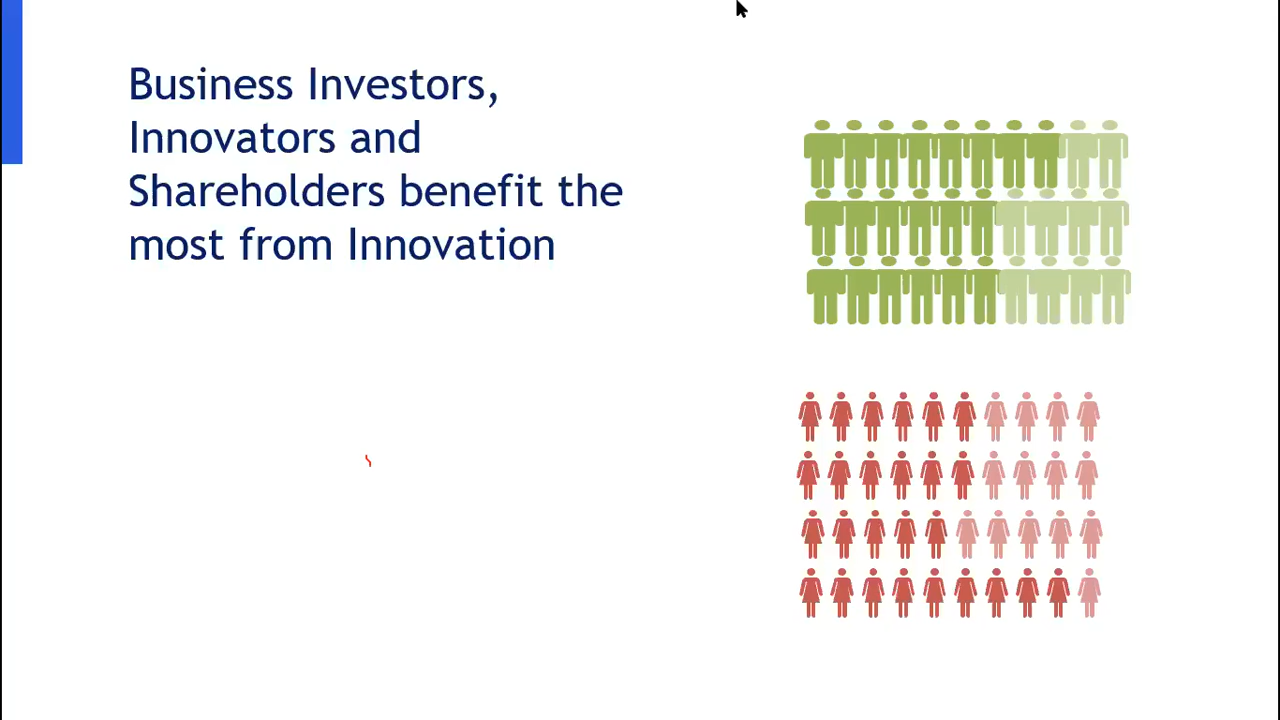 Business Investors,
Innovators and
Shareholders benefit the
most from Innovation